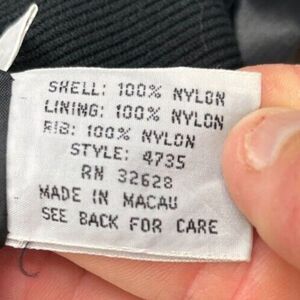 SHELL: 100% NYLON
LINING: 100% NYLON
RIB: 100% NYLON
STYLE: 4735
RN 32628
MADE IN MACAU
SEE BACK FOR CARE